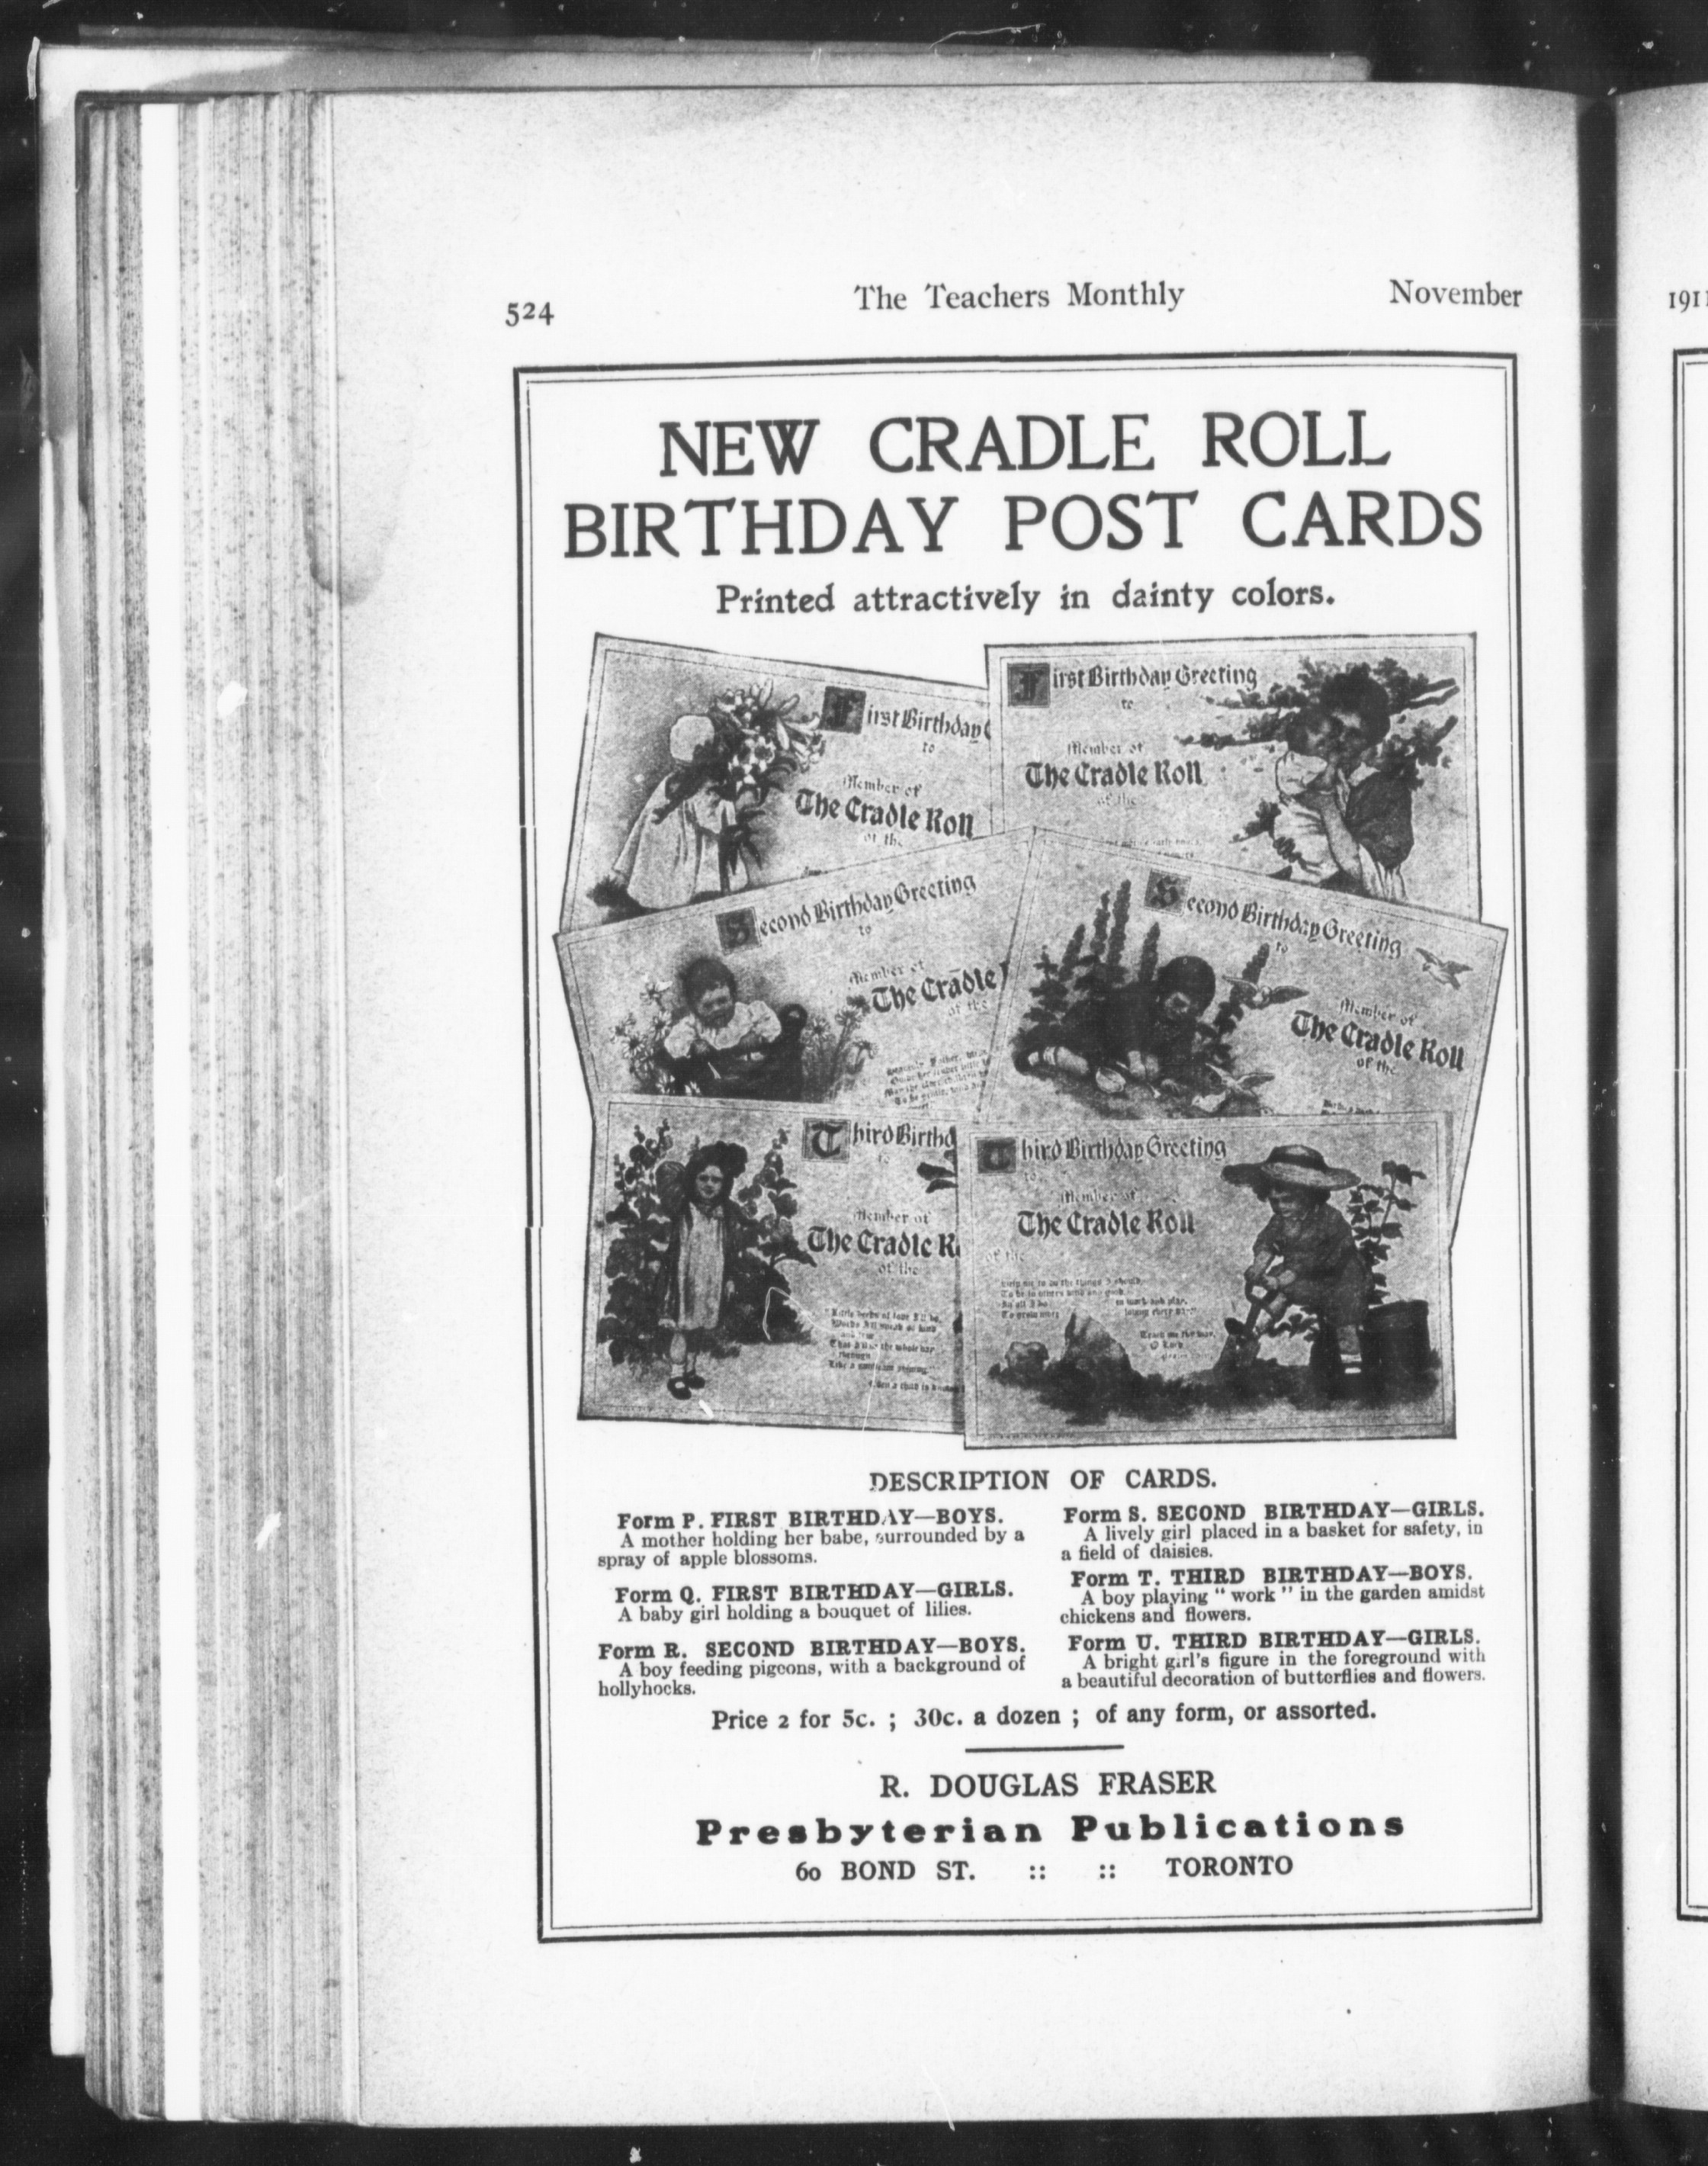 524 The Teachers Monthly November
NEW CRADLE ROLL
BIRTHDAY POST CARDS
Printed attractively in dainty colors.
First Birthday
to
Member of
The Cradle Roll
of the
First Birthday Greeting
to
Member of
The Cradle Roll
of the
Second Birthday Greeting
to
Member of
The Cradle
of the
Second Birthday Greeting
to
Member of
The Cradle Roll
of the
Third Birthd
to
Member of
The Cradle R
of the
Third Birthday Greeting
to
Member of
The Cradle Roll
of the
DESCRIPTION OF CARDS.
Form P. FIRST BIRTHDAY—BOYS.
A mother holding her babe, surrounded by a
spray of apple blossoms.
Form Q. FIRST BIRTHDAY—GIRLS.
A baby girl holding a bouquet of lilies.
Form R. SECOND BIRTHDAY—BOYS.
A boy feeding pigeons, with a background of
hollyhocks.
Form S. SECOND BIRTHDAY—GIRLS.
A lively girl placed in a basket for safety, in
a field of daisies.
Form T. THIRD BIRTHDAY—BOYS.
A boy playing " work " in the garden amidst
chickens and flowers.
Form U. THIRD BIRTHDAY—GIRLS.
A bright girl's figure in the foreground with
a beautiful decoration of butterflies and flowers.
Price 2 for 5c. ; 30c. a dozen ; of any form, or assorted.
R. DOUGLAS FRASER
Presbyterian Publications
60 BOND ST. :: :: TORONTO
191